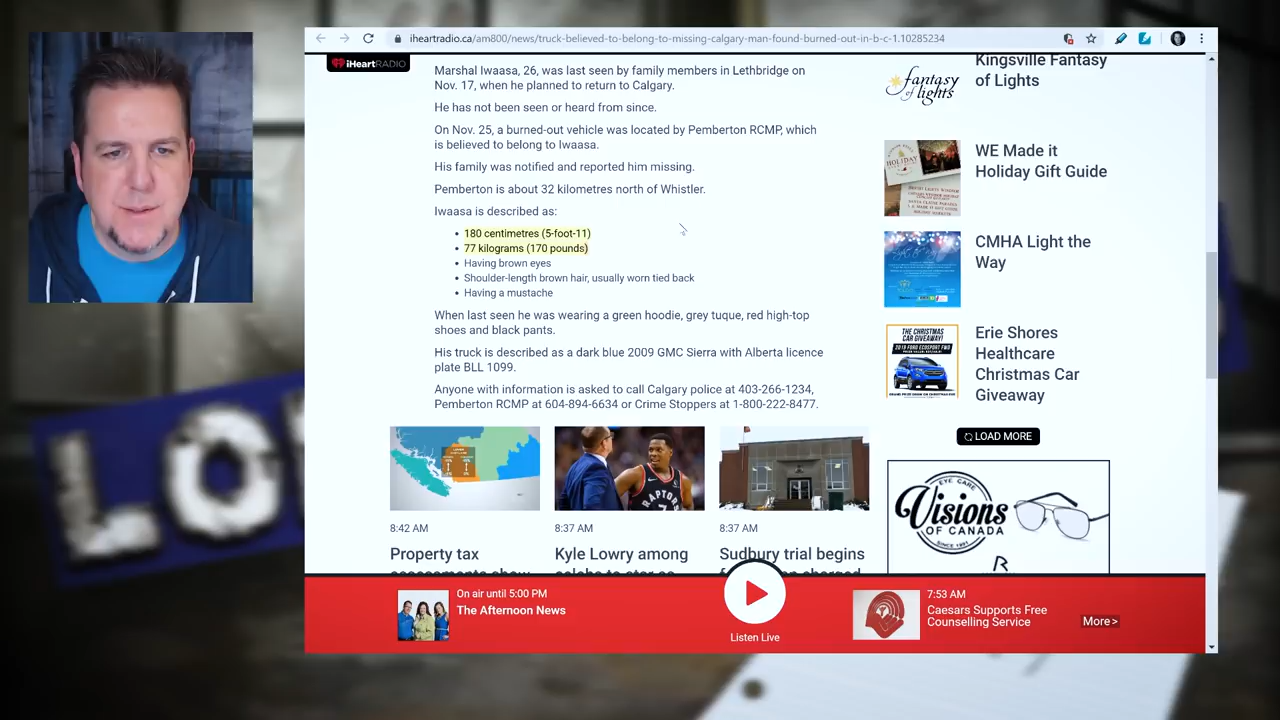 iheartradio.ca/am800/news/truck-believed-to-belong-to-missing-calgary-man-found-burned-out-in-b-c-1.10285234
iHeartRADIO
Marshal Iwaasa, 26, was last seen by family members in Lethbridge on
Nov. 17, when he planned to return to Calgary.
He has not been seen or heard from since.
On Nov. 25, a burned-out vehicle was located by Pemberton RCMP, which
is believed to belong to Iwaasa.
His family was notified and reported him missing.
Pemberton is about 32 kilometres north of Whistler.
Iwaasa is described as:
• 180 centimetres (5-foot-11)
• 77 kilograms (170 pounds)
• Having brown eyes
• Shoulder-length brown hair, usually worn tied back
• Having a mustache
When last seen he was wearing a green hoodie, grey tuque, red high-top
shoes and black pants.
His truck is described as a dark blue 2009 GMC Sierra with Alberta licence
plate BLL 1099.
Anyone with information is asked to call Calgary police at 403-266-1234,
Pemberton RCMP at 604-894-6634 or Crime Stoppers at 1-800-222-8477.
fantasy
of lights
Kingsville Fantasy
of Lights
HOLIDAY
WE Made it
Holiday Gift Guide
CMHA Light the
Way
THE CHRISTMAS
CAR GIVEAWAY!
Erie Shores
Healthcare
Christmas Car
Giveaway
LOAD MORE
EYE CARE
Visions
OF CANADA
SINCE 1991
R
RAPTORS
8:42 AM
Property tax
8:37 AM
Kyle Lowry among
8:37 AM
Sudbury trial begins
On air until 5:00 PM
The Afternoon News
Listen Live
7:53 AM
Caesars Supports Free
Counselling Service
More>
LO